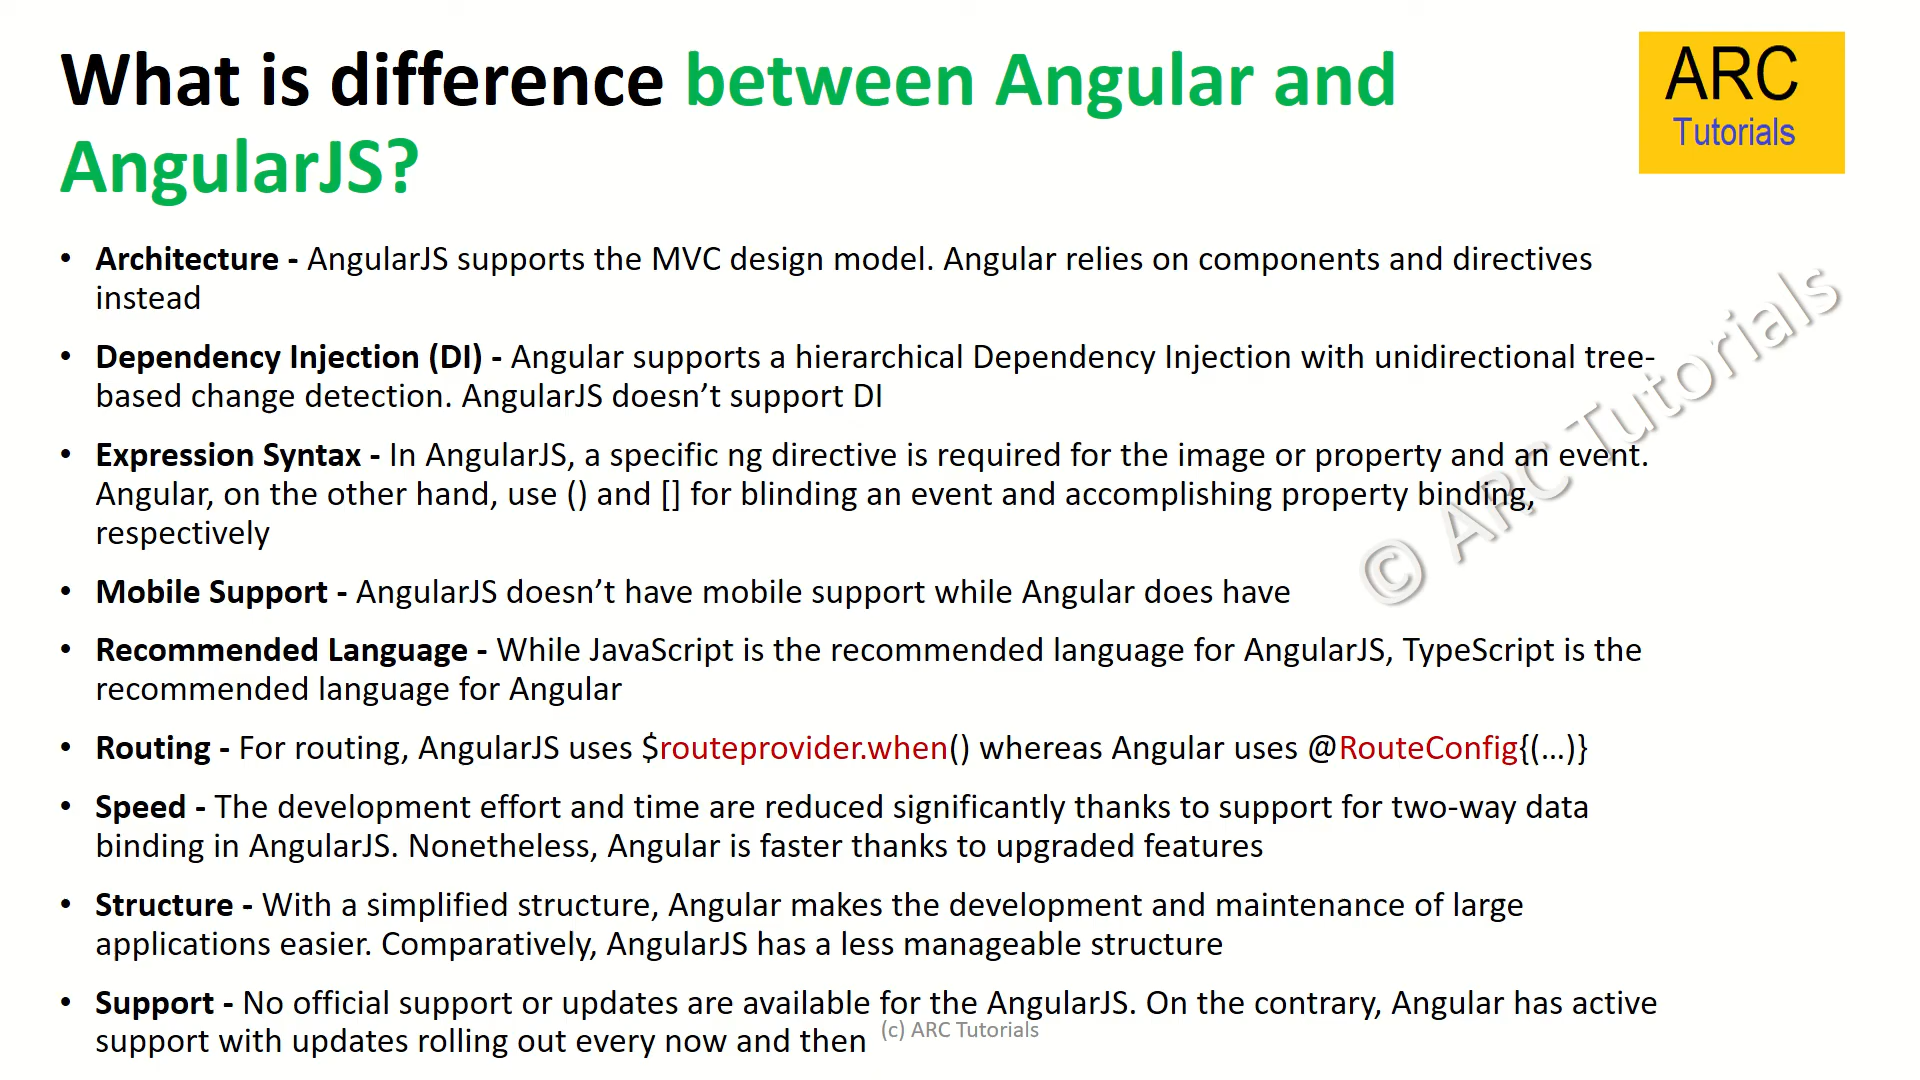 What is difference between Angular and
AngularJS?
ARC
Tutorials
• Architecture - AngularJS supports the MVC design model. Angular relies on components and directives
instead
• Dependency Injection (DI) - Angular supports a hierarchical Dependency Injection with unidirectional tree-
based change detection. AngularJS doesn’t support DI
• Expression Syntax - In AngularJS, a specific ng directive is required for the image or property and an event.
Angular, on the other hand, use () and [] for blinding an event and accomplishing property binding,
respectively
• Mobile Support - AngularJS doesn’t have mobile support while Angular does have
• Recommended Language - While JavaScript is the recommended language for AngularJS, TypeScript is the
recommended language for Angular
• Routing - For routing, AngularJS uses $routeprovider.when() whereas Angular uses @RouteConfig{(…)}
• Speed - The development effort and time are reduced significantly thanks to support for two-way data
binding in AngularJS. Nonetheless, Angular is faster thanks to upgraded features
• Structure - With a simplified structure, Angular makes the development and maintenance of large
applications easier. Comparatively, AngularJS has a less manageable structure
• Support - No official support or updates are available for the AngularJS. On the contrary, Angular has active
support with updates rolling out every now and then
(c) ARC Tutorials
© ARC Tutorials